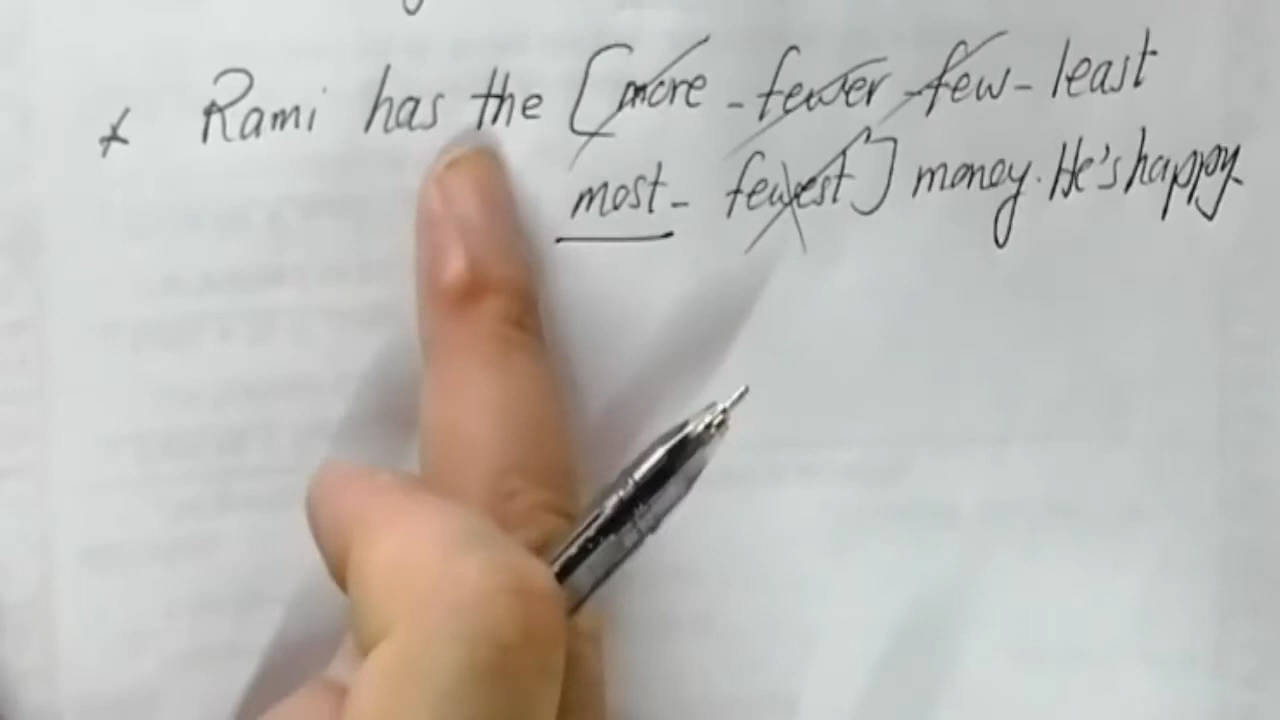 * Rami has the [more - fewer - few - least
most - fewest] money. He's happy.